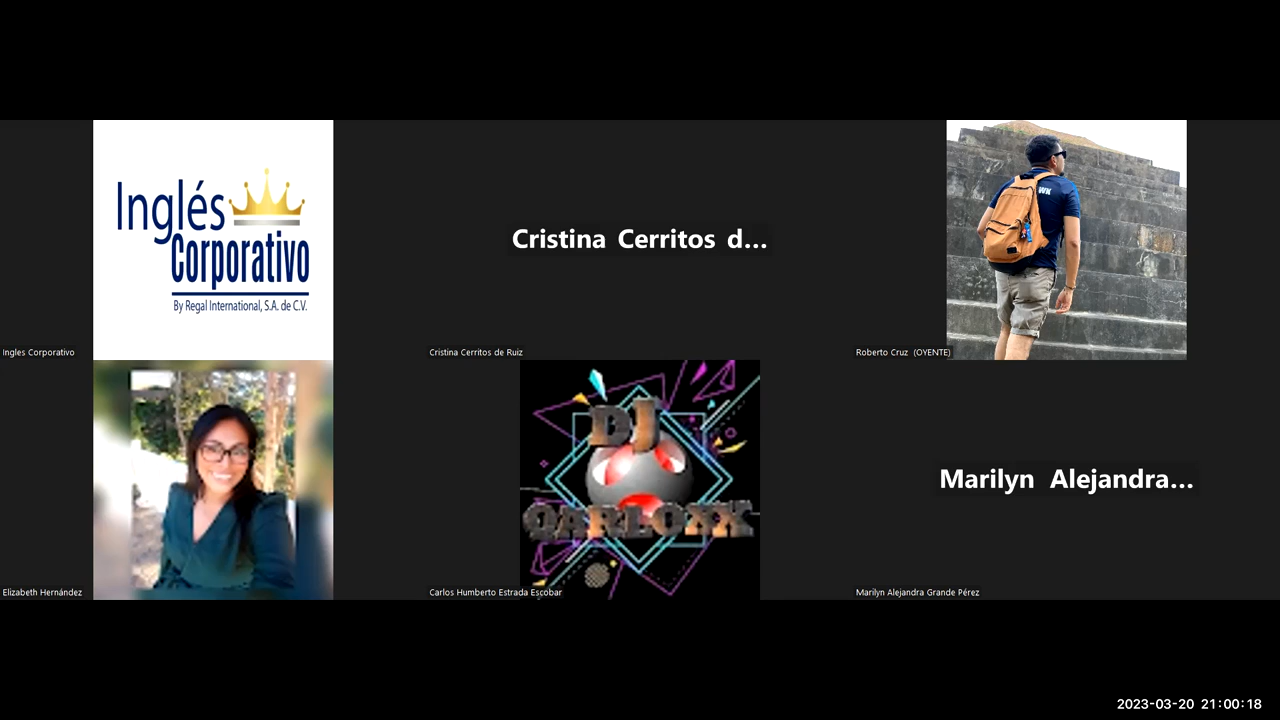 Inglés
Corporativo
By Regal International, S.A. de C.V.
Ingles Corporativo
Cristina Cerritos d...
Cristina Cerritos de Ruiz
WK
Roberto Cruz (OYENTE)
Elizabeth Hernández
DJ
QARLOXX
Carlos Humberto Estrada Escobar
Marilyn Alejandra...
Marilyn Alejandra Grande Pérez
2023-03-20 21:00:18